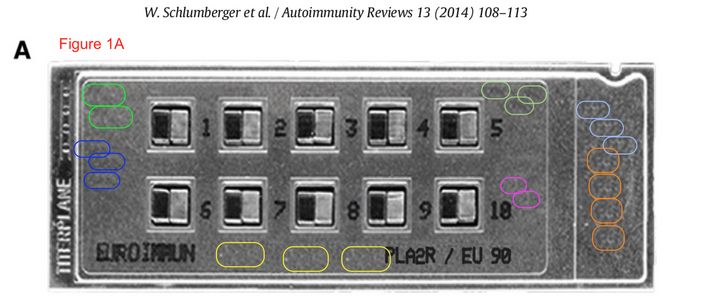 W. Schlumberger et al. / Autoimmunity Reviews 13 (2014) 108–113
Figure 1A
A
1 2 3 4 5
6 7 8 9 10
TITERPLANE
EUROIMMUN PLA2R / EU 90